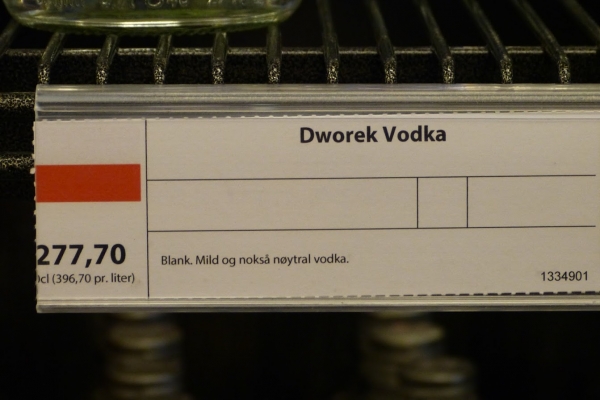 Dworek Vodka
277,70
cl (396,70 pr. liter)
Blank. Mild og nokså nøytral vodka.
1334901